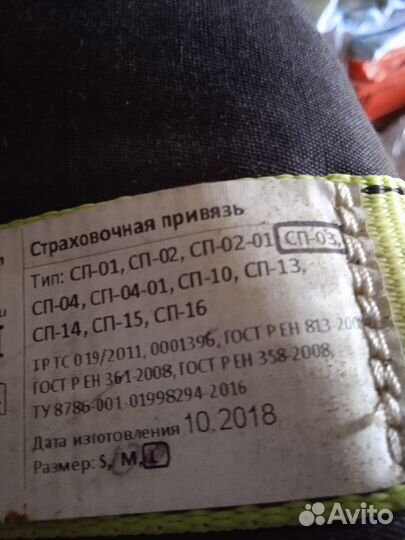 Страховочная привязь
Тип: СП-01, СП-02, СП-02-01, СП-03,
СП-04, СП-04-01, СП-10, СП-13,
СП-14, СП-15, СП-16
ТР ТС 019/2011, 0001396, ГОСТ Р ЕН 813-2008,
ГОСТ Р ЕН 361-2008, ГОСТ Р ЕН 358-2008,
ТУ 8786-001-01998294-2016
Дата изготовления 10.2018
Размер: S, M, L
Avito